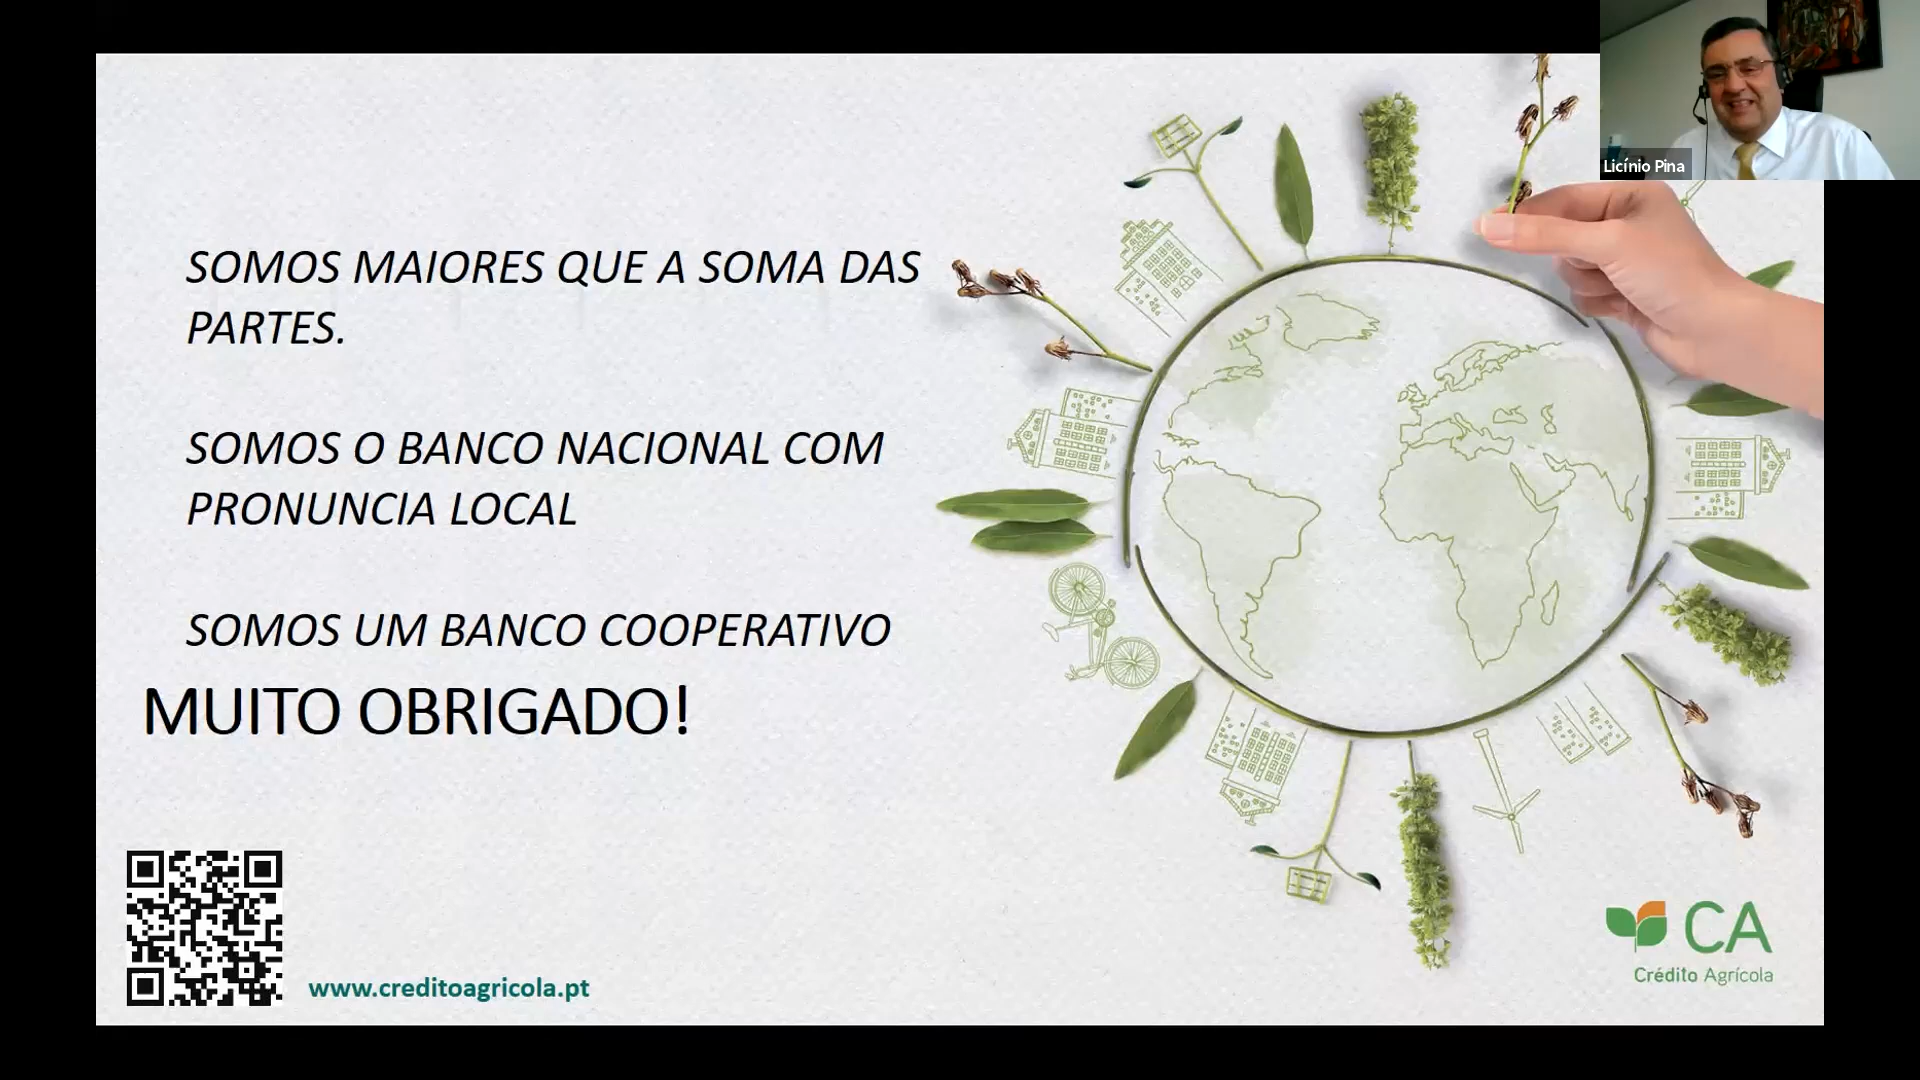 Licínio Pina
SOMOS MAIORES QUE A SOMA DAS
PARTES.
SOMOS O BANCO NACIONAL COM
PRONUNCIA LOCAL
SOMOS UM BANCO COOPERATIVO
MUITO OBRIGADO!
www.creditoagricola.pt
CA
Crédito Agrícola